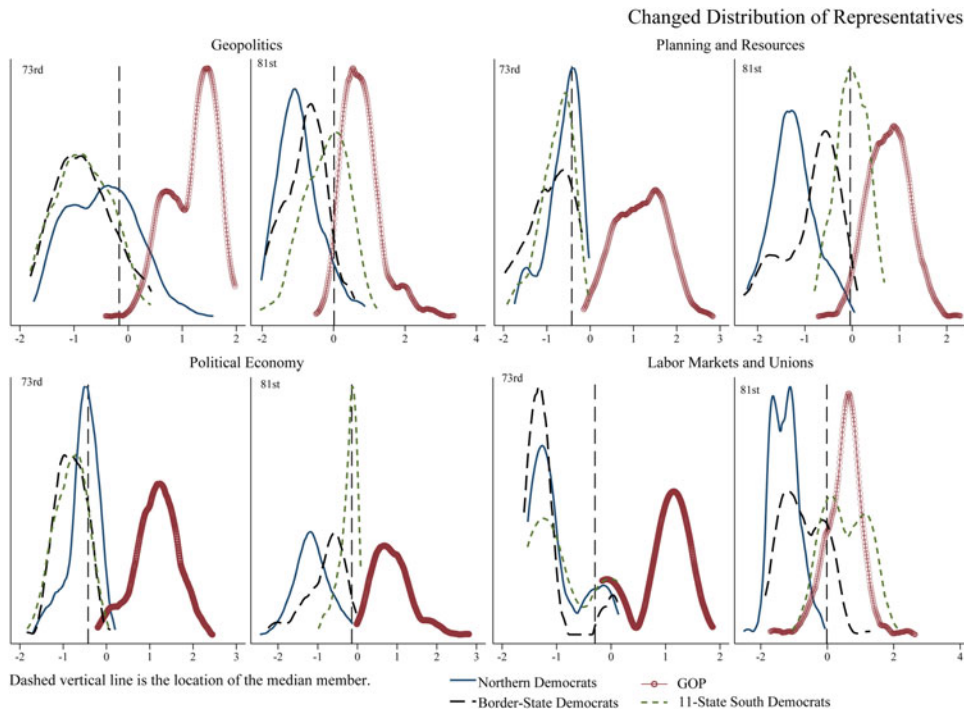 Changed Distribution of Representatives
Geopolitics
Planning and Resources
73rd
81st
73rd
81st
-2 -1 0 1 2
-2 0 2 4
-2 -1 0 1 2 3
-2 -1 0 1 2
Political Economy
Labor Markets and Unions
73rd
81st
73rd
81st
-2 -1 0 1 2 3
-2 -1 0 1 2 3
-1 0 1 2
-2 0 2 4
Dashed vertical line is the location of the median member.
Northern Democrats
GOP
Border-State Democrats
11-State South Democrats